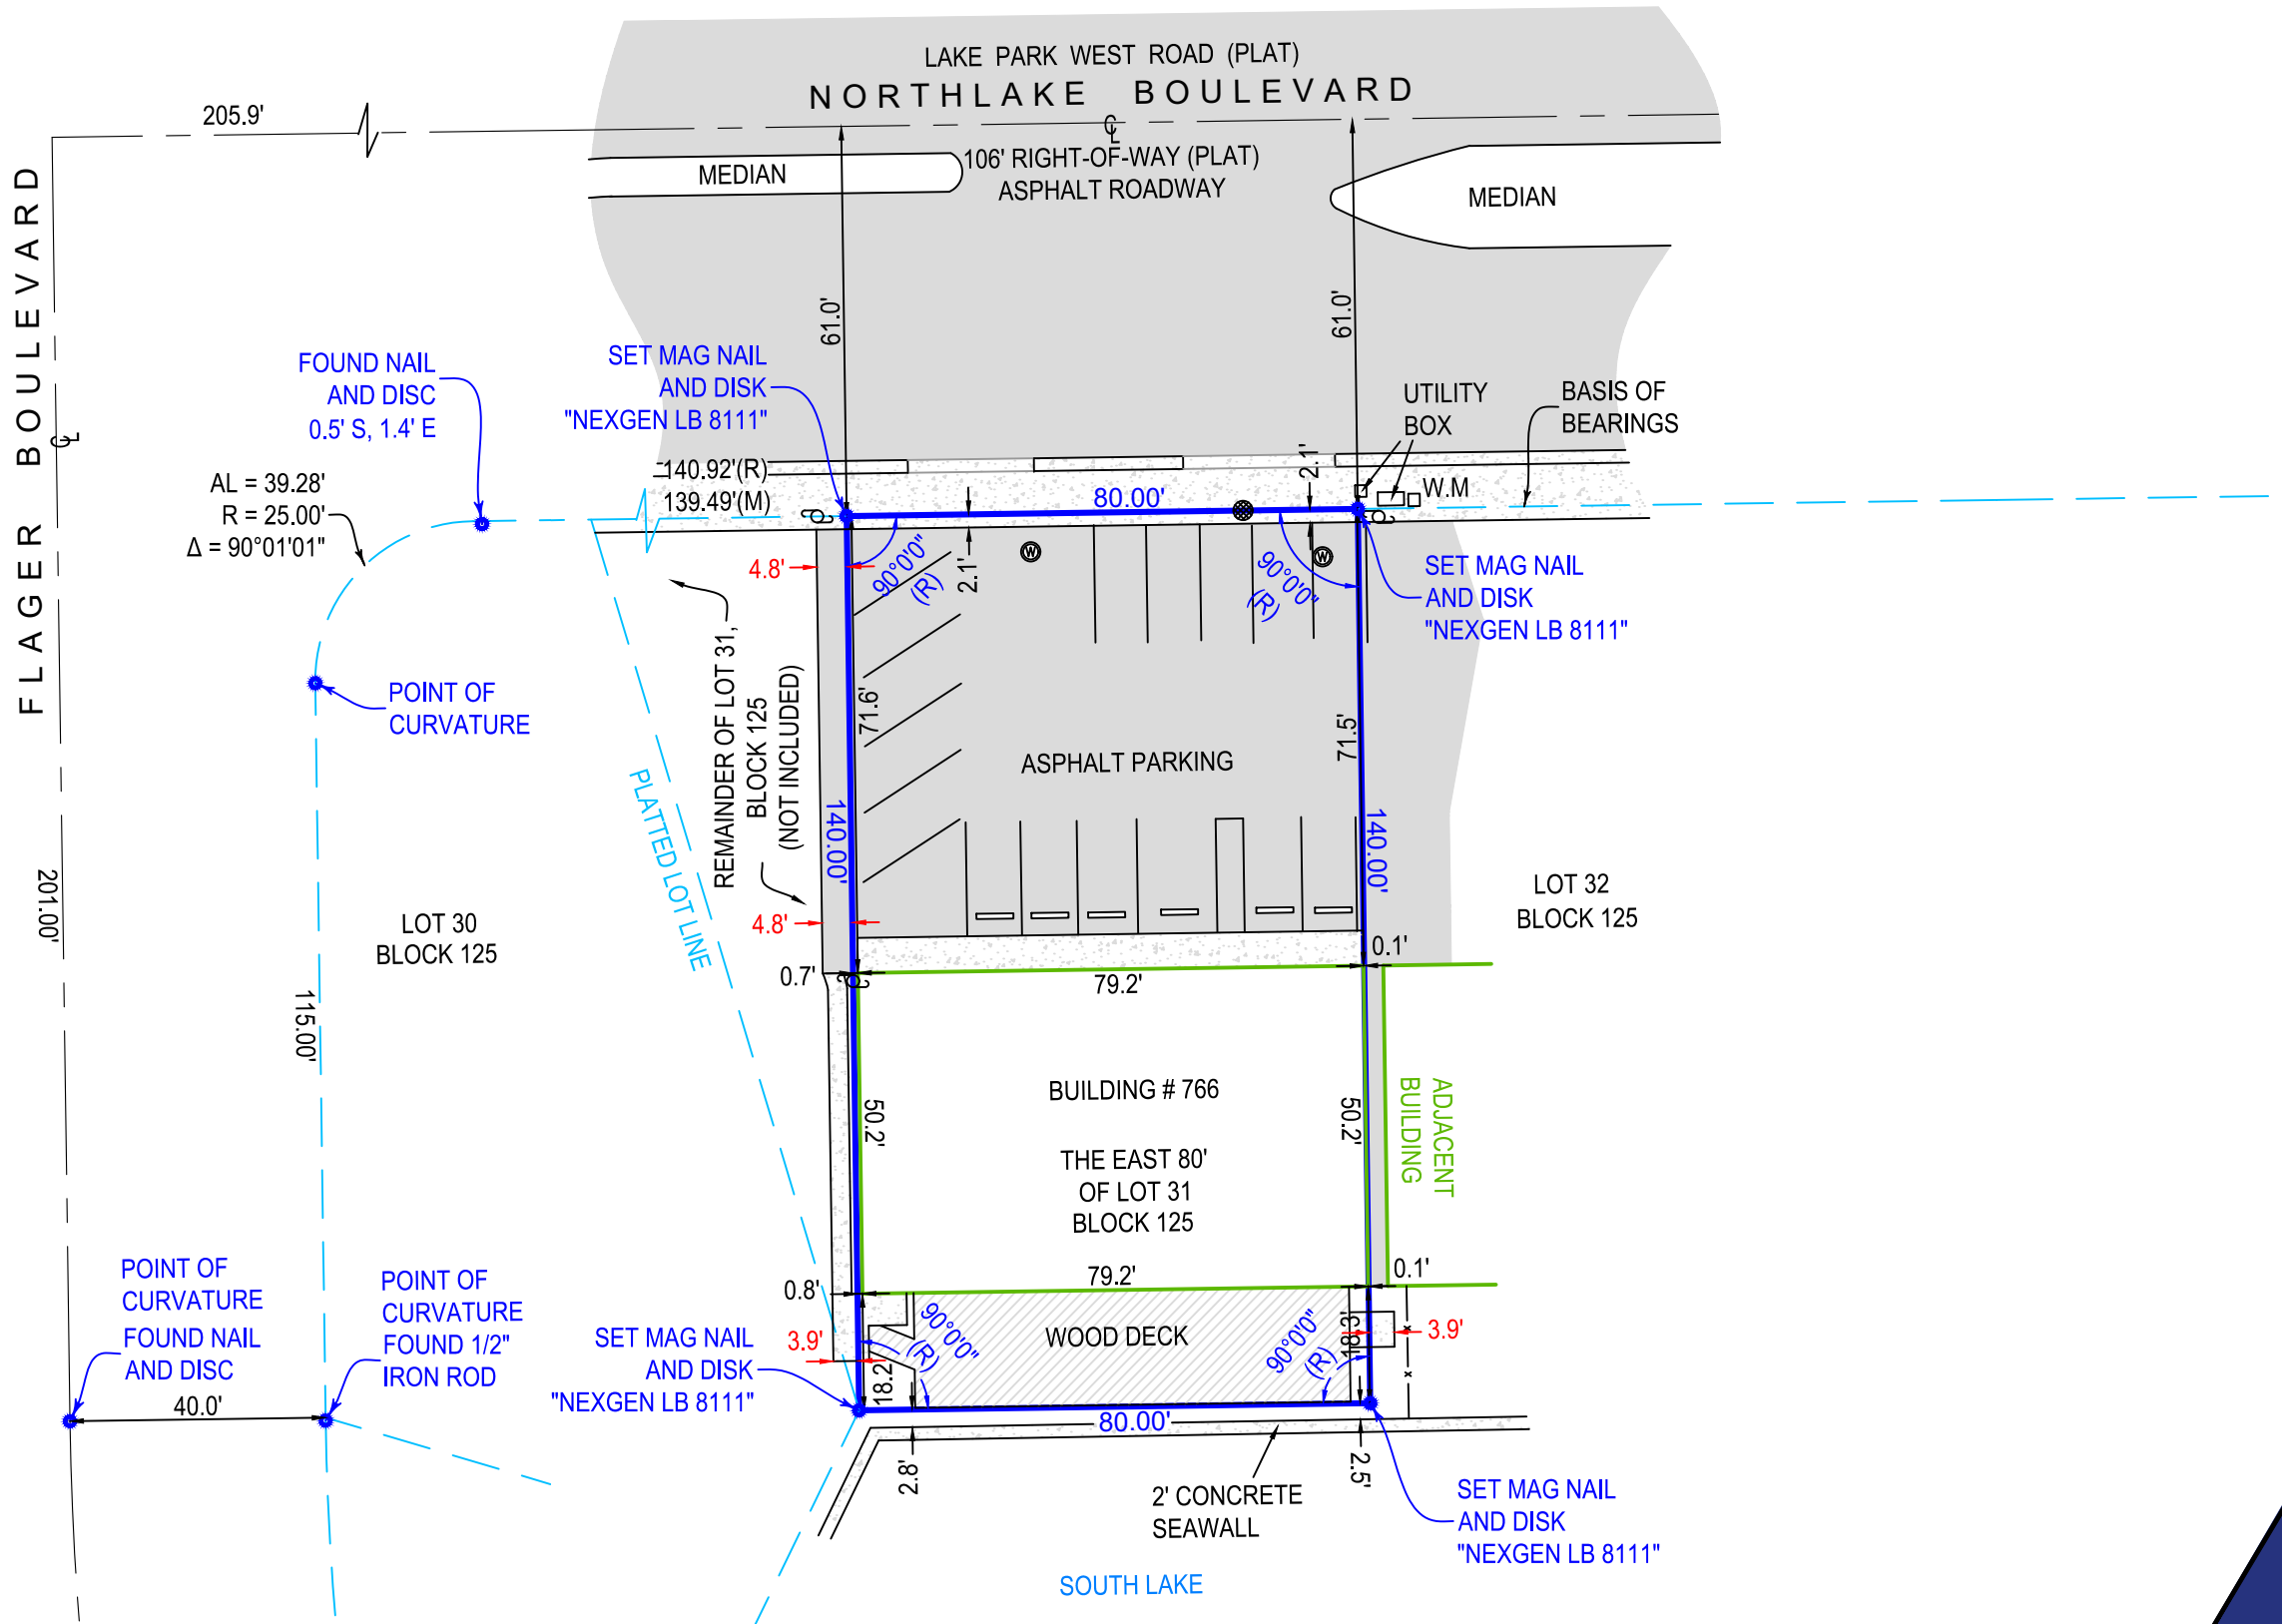 LAKE PARK WEST ROAD (PLAT)
NORTHLAKE BOULEVARD
205.9'
℄
106' RIGHT-OF-WAY (PLAT)
ASPHALT ROADWAY
MEDIAN
MEDIAN
FLAGER BOULEVARD
℄
61.0'
61.0'
FOUND NAIL
AND DISC
0.5' S, 1.4' E
SET MAG NAIL
AND DISK
"NEXGEN LB 8111"
UTILITY
BOX
BASIS OF
BEARINGS
AL = 39.28'
R = 25.00'
Δ = 90°01'01"
140.92'(R)
139.49'(M)
80.00'
2.1'
W.M
2.1'
4.8'
90°0'0"
(R)
90°0'0"
(R)
W
W
SET MAG NAIL
AND DISK
"NEXGEN LB 8111"
POINT OF
CURVATURE
REMAINDER OF LOT 31,
BLOCK 125
(NOT INCLUDED)
PLATTED LOT LINE
71.6'
71.5'
ASPHALT PARKING
140.00'
140.00'
201.00'
LOT 30
BLOCK 125
4.8'
LOT 32
BLOCK 125
0.7'
0.1'
79.2'
115.00'
BUILDING # 766
50.2'
50.2'
ADJACENT
BUILDING
THE EAST 80'
OF LOT 31
BLOCK 125
79.2'
0.8'
0.1'
POINT OF
CURVATURE
FOUND NAIL
AND DISC
POINT OF
CURVATURE
FOUND 1/2"
IRON ROD
40.0'
SET MAG NAIL
AND DISK
"NEXGEN LB 8111"
3.9'
18.2'
90°0'0"
(R)
WOOD DECK
90°0'0"
(R)
18.3'
3.9'
x
x
80.00'
2.8'
2.5'
2' CONCRETE
SEAWALL
SET MAG NAIL
AND DISK
"NEXGEN LB 8111"
SOUTH LAKE